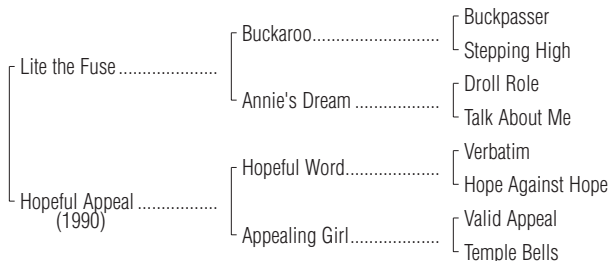 Buckpasser
Buckaroo
Stepping High
Lite the Fuse
Droll Role
Annie's Dream
Talk About Me
Verbatim
Hopeful Word
Hope Against Hope
Hopeful Appeal
(1990)
Valid Appeal
Appealing Girl
Temple Bells